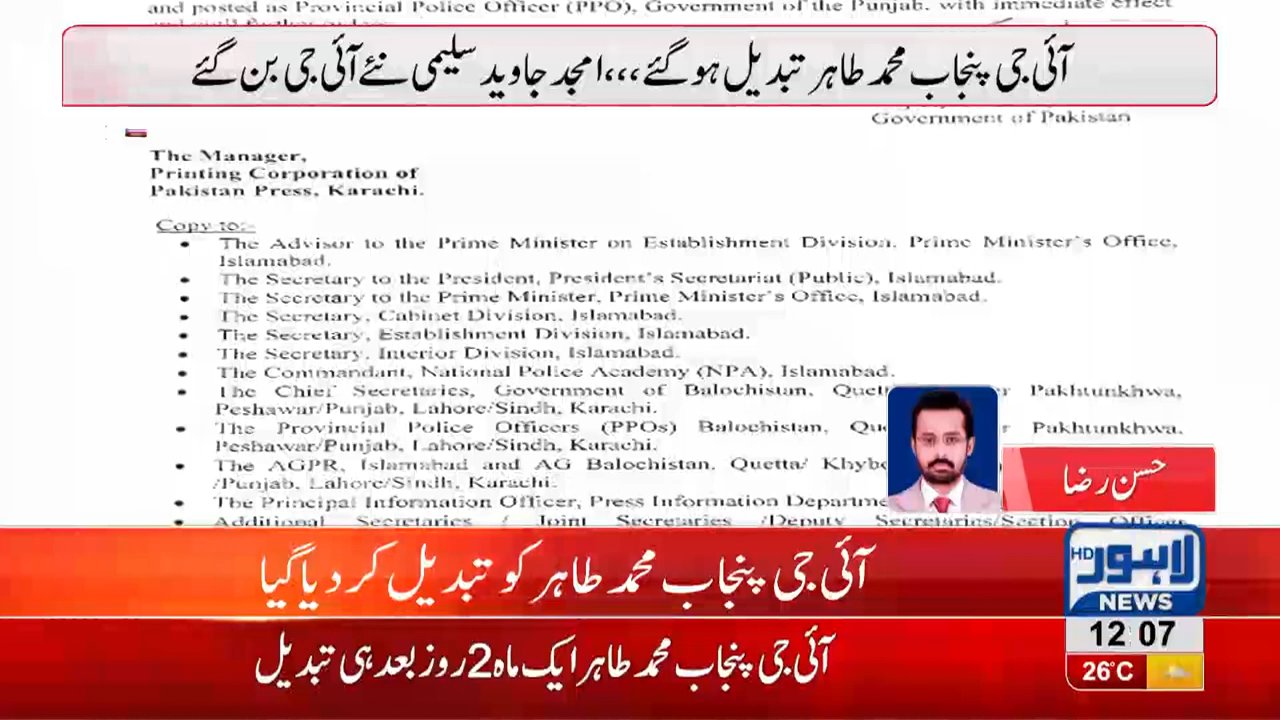 and posted as Provincial Police Officer (PPO), Government of the Punjab, with immediate effect
آئی جی پنجاب محمد طاہر تبدیل ہوگئے،،،امجد جاوید سلیمی نئے آئی جی بن گئے
Government of Pakistan
The Manager,
Printing Corporation of
Pakistan Press, Karachi.
Copy to:-
• The Advisor to the Prime Minister on Establishment Division, Prime Minister's Office,
Islamabad.
• The Secretary to the President, President's Secretariat (Public), Islamabad.
• The Secretary to the Prime Minister, Prime Minister's Office, Islamabad.
• The Secretary, Cabinet Division, Islamabad.
• The Secretary, Establishment Division, Islamabad.
• The Secretary, Interior Division, Islamabad.
• The Commandant, National Police Academy (NPA), Islamabad.
• The Chief Secretaries, Government of Balochistan, Pakhtunkhwa,
Peshawar/Punjab, Lahore/Sindh, Karachi.
• The Provincial Police Officers (PPOs) Balochistan, Pakhtunkhwa,
Peshawar/Punjab, Lahore/Sindh, Karachi.
• The AGPR, Islamabad and AG Balochistan, Quetta/
/Punjab, Lahore/Sindh, Karachi.
• The Principal Information Officer, Press Information
• Additional Secretaries / Joint Secretaries /Deputy Secretaries/Section
حسن رضا
آئی جی پنجاب محمد طاہر کو تبدیل کر دیا گیا
آئی جی پنجاب محمد طاہر ایک ماہ 2 روز بعد ہی تبدیل
لاہور HD
NEWS
12:07
26°C